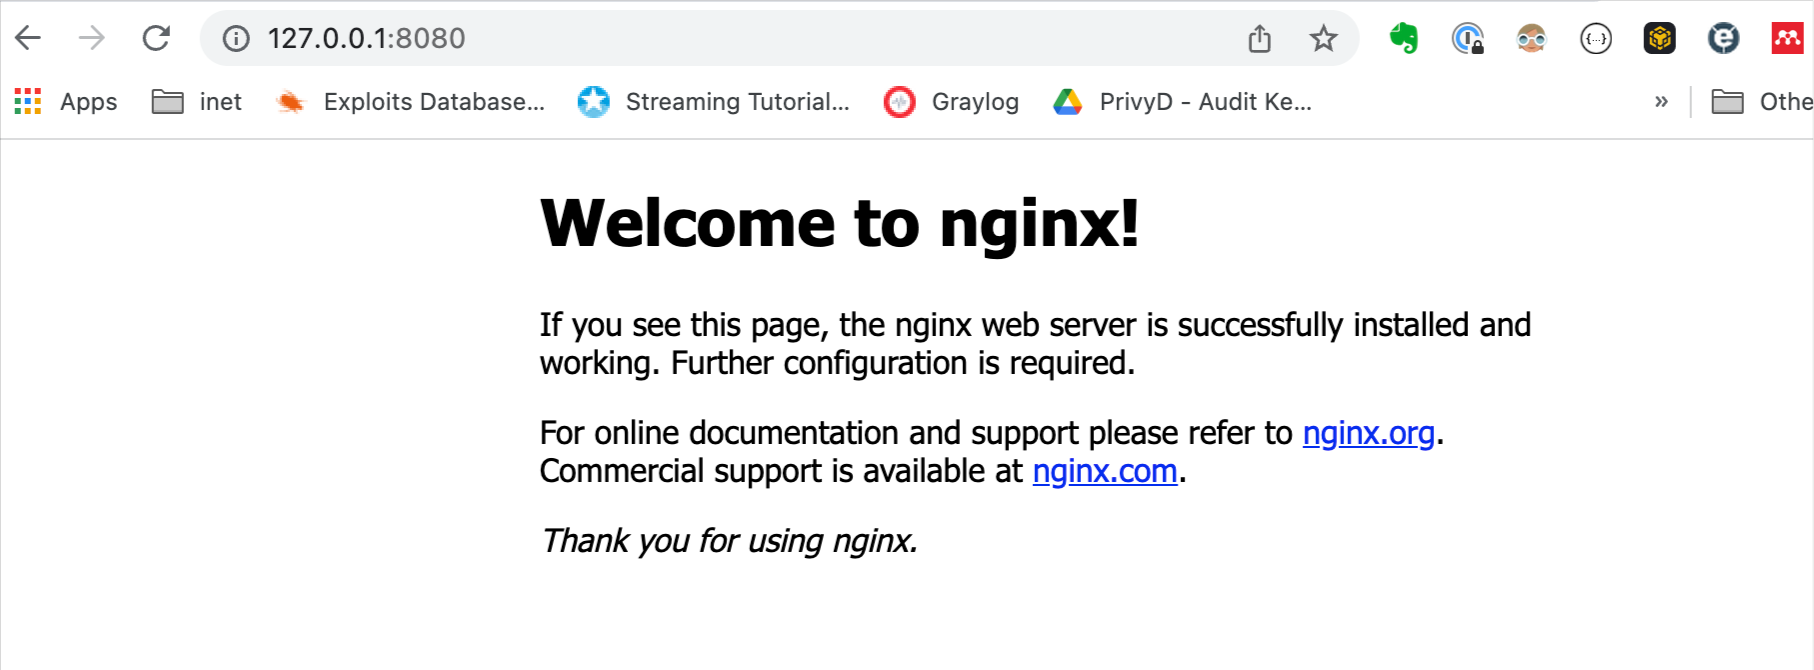 127.0.0.1:8080
Apps inet Exploits Database... Streaming Tutorial... Graylog PrivyD - Audit Ke... » Othe
Welcome to nginx!
If you see this page, the nginx web server is successfully installed and
working. Further configuration is required.
For online documentation and support please refer to nginx.org.
Commercial support is available at nginx.com.
Thank you for using nginx.